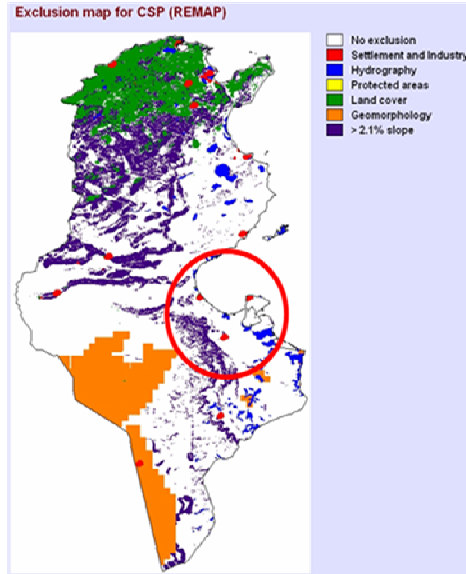 Exclusion map for CSP (REMAP)
No exclusion
Settlement and Industry
Hydrography
Protected areas
Land cover
Geomorphology
> 2.1% slope